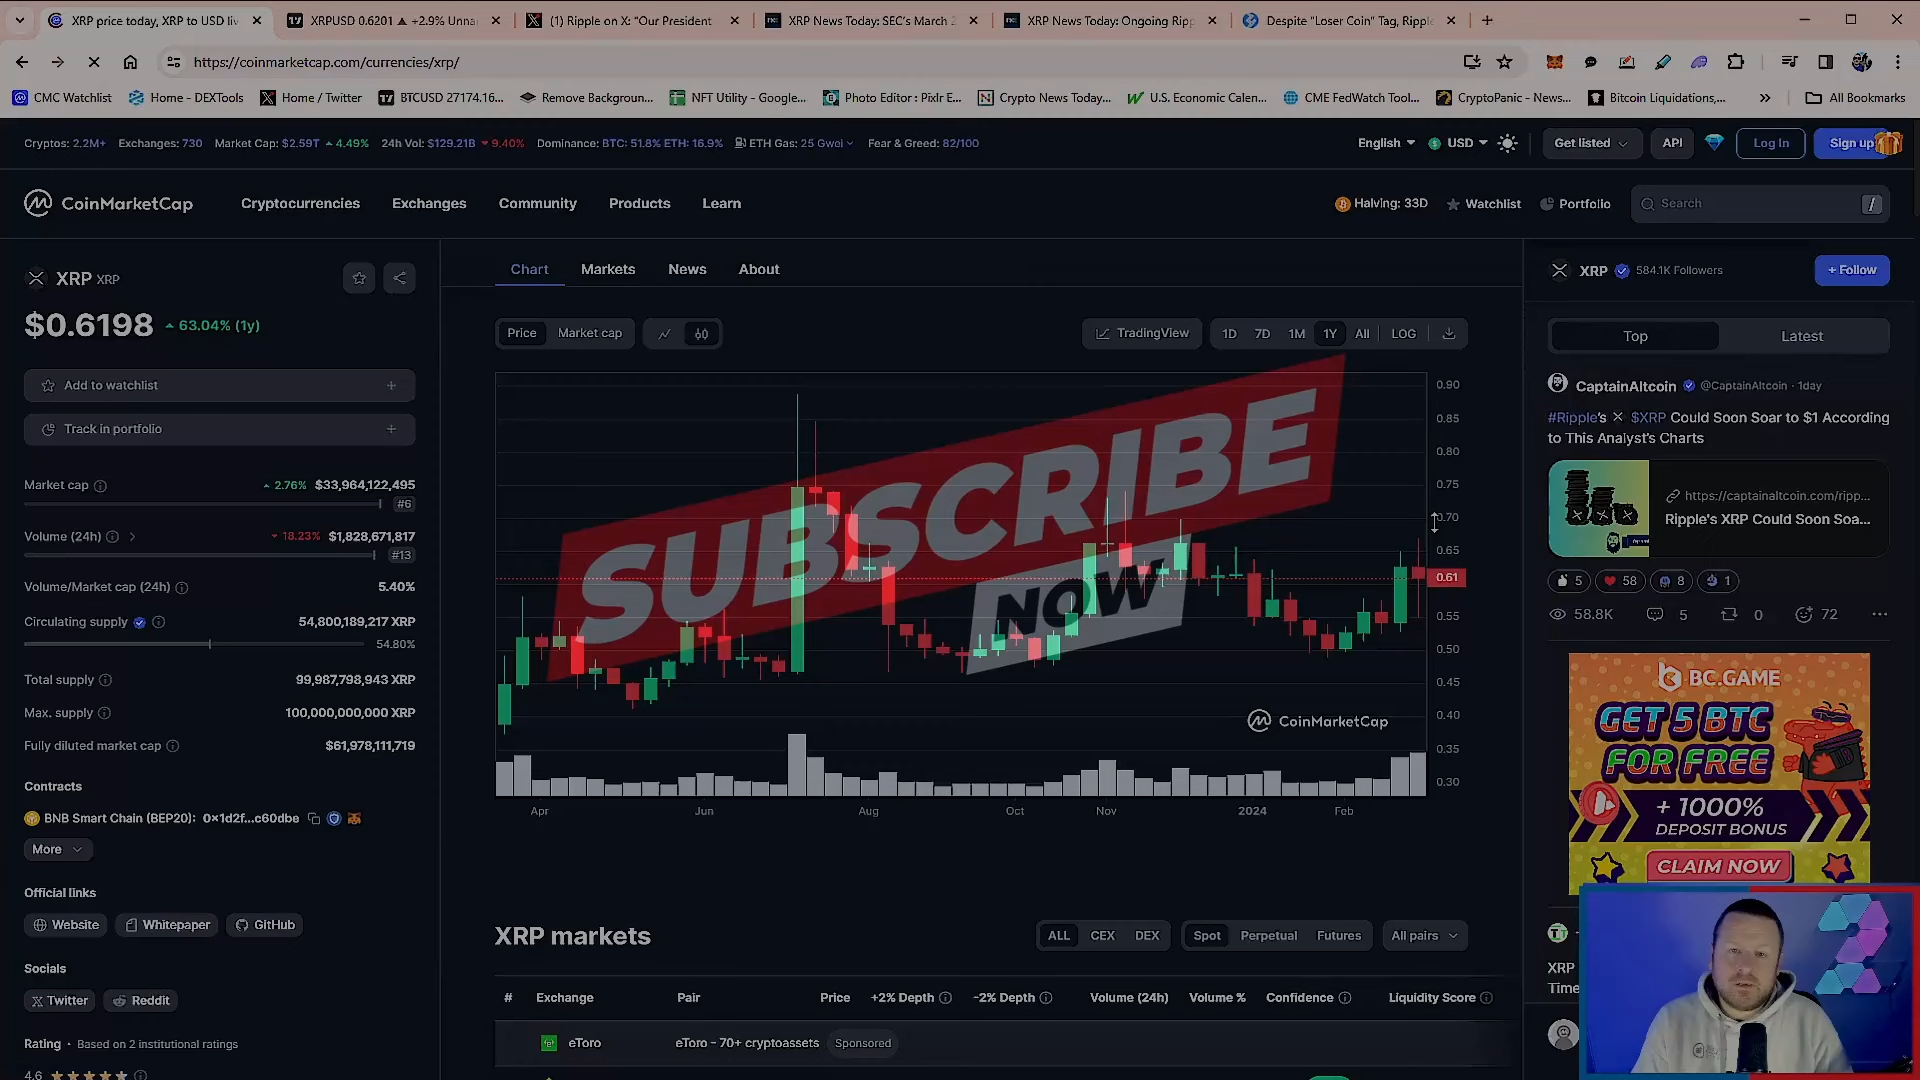 XRP price today, XRP to USD liv
XRPUSD 0.6201 ▲ +2.9% Unna
(1) Ripple on X: "Our President
XRP News Today: SEC's March 2
XRP News Today: Ongoing Ripp
Despite "Loser Coin" Tag, Ripple
https://coinmarketcap.com/currencies/xrp/
CMC Watchlist
Home - DEXTools
Home / Twitter
BTCUSD 27174.16...
Remove Background...
NFT Utility - Google...
Photo Editor : Pixlr E...
Crypto News Today...
U.S. Economic Calen...
CME FedWatch Tool...
CryptoPanic - News...
Bitcoin Liquidations,...
All Bookmarks
Cryptos: 2.2M+ Exchanges: 730 Market Cap: $2.59T ▲ 4.49% 24h Vol: $129.21B ▼ 9.40% Dominance: BTC: 51.8% ETH: 16.9% ETH Gas: 25 Gwei Fear & Greed: 82/100
English USD Get listed API Log In Sign up
CoinMarketCap Cryptocurrencies Exchanges Community Products Learn
Halving: 33D Watchlist Portfolio Search /
XRP XRP
$0.6198 ▲ 63.04% (1y)
Add to watchlist +
Track in portfolio +
Market cap ▲ 2.76% $33,964,122,495
#6
Volume (24h) ▼ 18.23% $1,828,671,817
#13
Volume/Market cap (24h) 5.40%
Circulating supply 54,800,189,217 XRP
54.80%
Total supply 99,987,798,943 XRP
Max. supply 100,000,000,000 XRP
Fully diluted market cap $61,978,111,719
Contracts
BNB Smart Chain (BEP20): 0x1d2f...c60dbe
More
Official links
Website Whitepaper GitHub
Socials
Twitter Reddit
Rating · Based on 2 institutional ratings
4.6
Chart Markets News About
Price Market cap
TradingView 1D 7D 1M 1Y All LOG
SUBSCRIBE
NOW
0.90
0.85
0.80
0.75
0.70
0.65
0.61
0.55
0.50
0.45
0.40
0.35
0.30
CoinMarketCap
Apr Jun Aug Oct Nov 2024 Feb
XRP markets
ALL CEX DEX Spot Perpetual Futures All pairs
# Exchange Pair Price +2% Depth -2% Depth Volume (24h) Volume % Confidence Liquidity Score
eToro eToro - 70+ cryptoassets Sponsored
XRP 584.1K Followers + Follow
Top Latest
CaptainAltcoin @CaptainAltcoin · 1day
#Ripple's $XRP Could Soon Soar to $1 According
to This Analyst's Charts
https://captainaltcoin.com/ripp...
Ripple's XRP Could Soon Soa...
5 58 8 1
58.8K 5 0 72
BC.GAME
GET 5 BTC
FOR FREE
+ 1000%
DEPOSIT BONUS
CLAIM NOW
XRP
Time